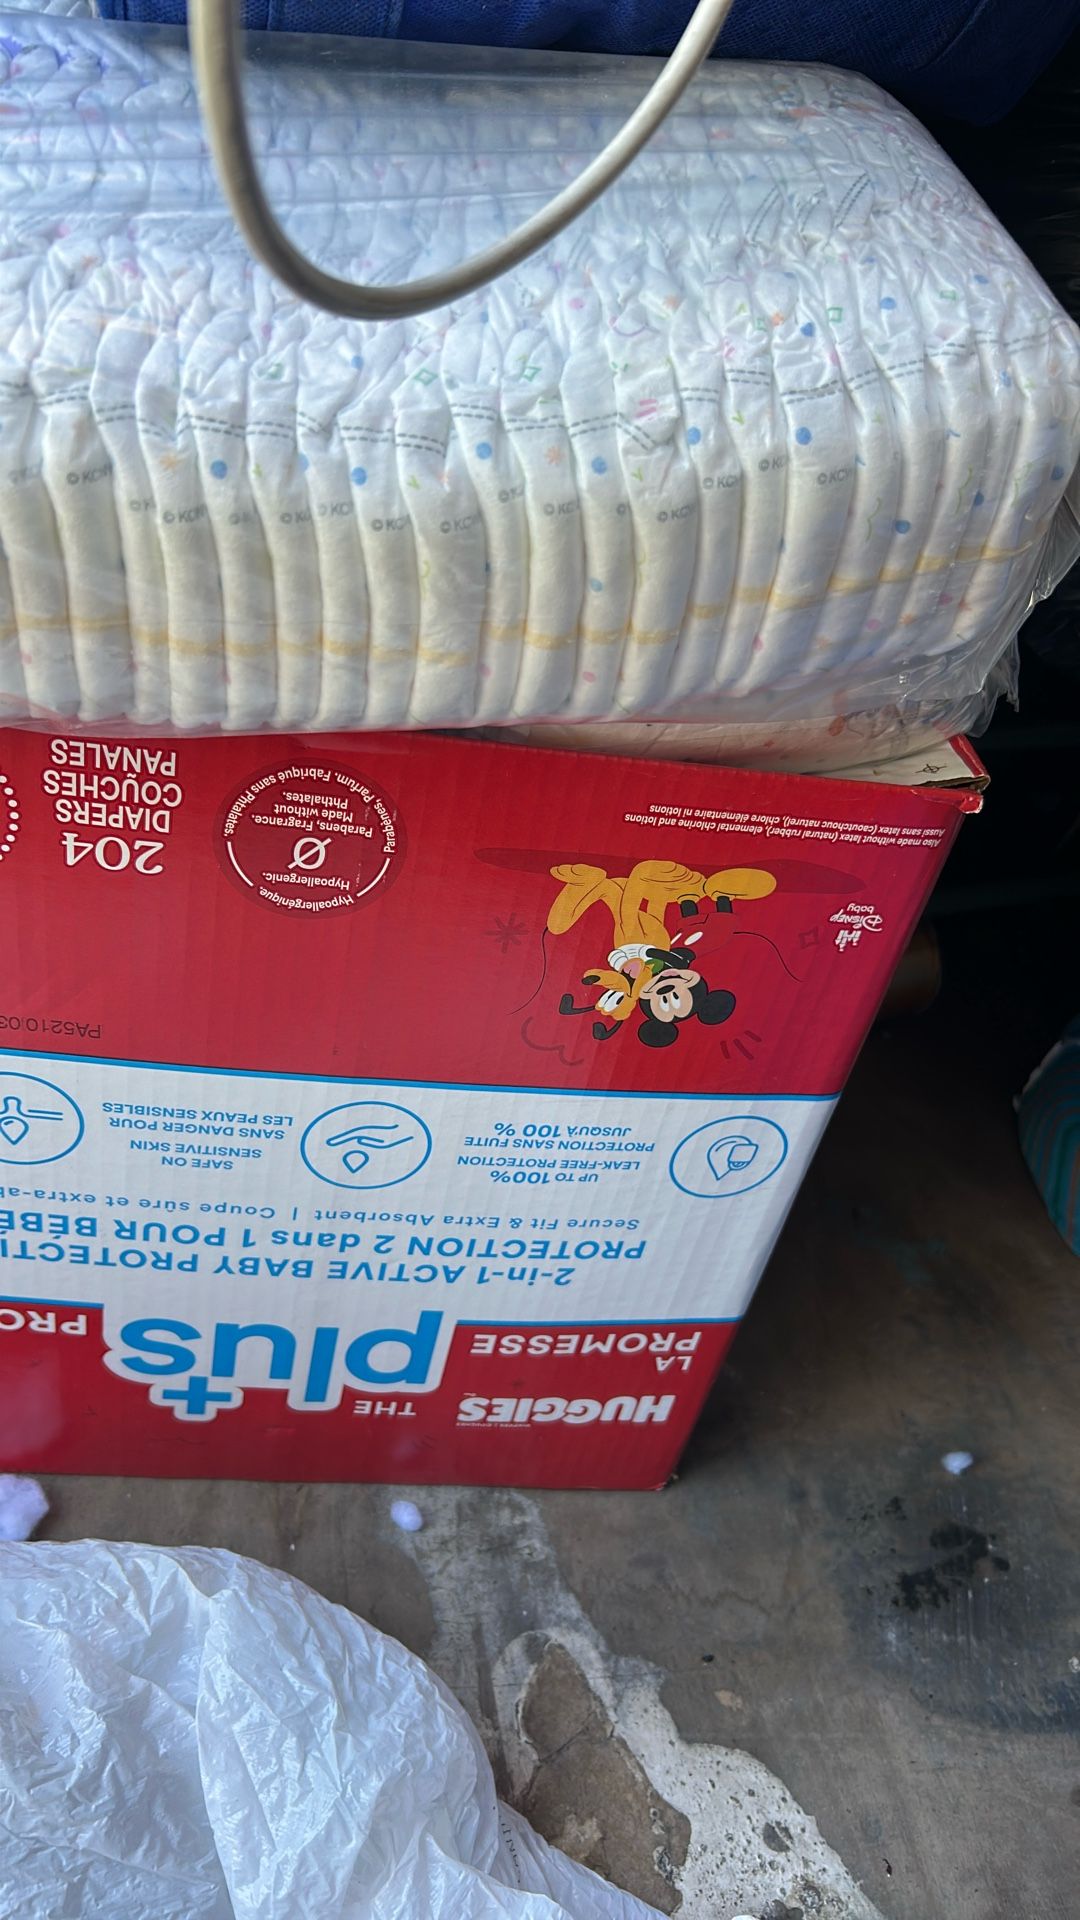 HUGGIES
THE
plus
LA
PROMESSE
2-in-1 ACTIVE BABY
PROTECTION 2 dans 1 POUR
Secure Fit & Extra Absorbent | Coupe sûre et
UP TO 100%
LEAK-FREE PROTECTION
PROTECTION SANS FUITE
JUSQU'À 100 %
SAFE ON
SENSITIVE SKIN
SANS DANGER POUR
LES PEAUX SENSIBLES
Disney
baby
Hypoallergénique.
Hypoallergenic.
Parabens, Fragrance.
Made without
Phthalates,
Parabènes, Parfum. Fabriqué sans Phtalates.
204
DIAPERS
COUCHES
PAÑALES
Also made without latex (natural rubber), elemental chlorine and lotions
Aussi sans latex (caoutchouc naturel), chlore élémentaire ni lotions
© KCW